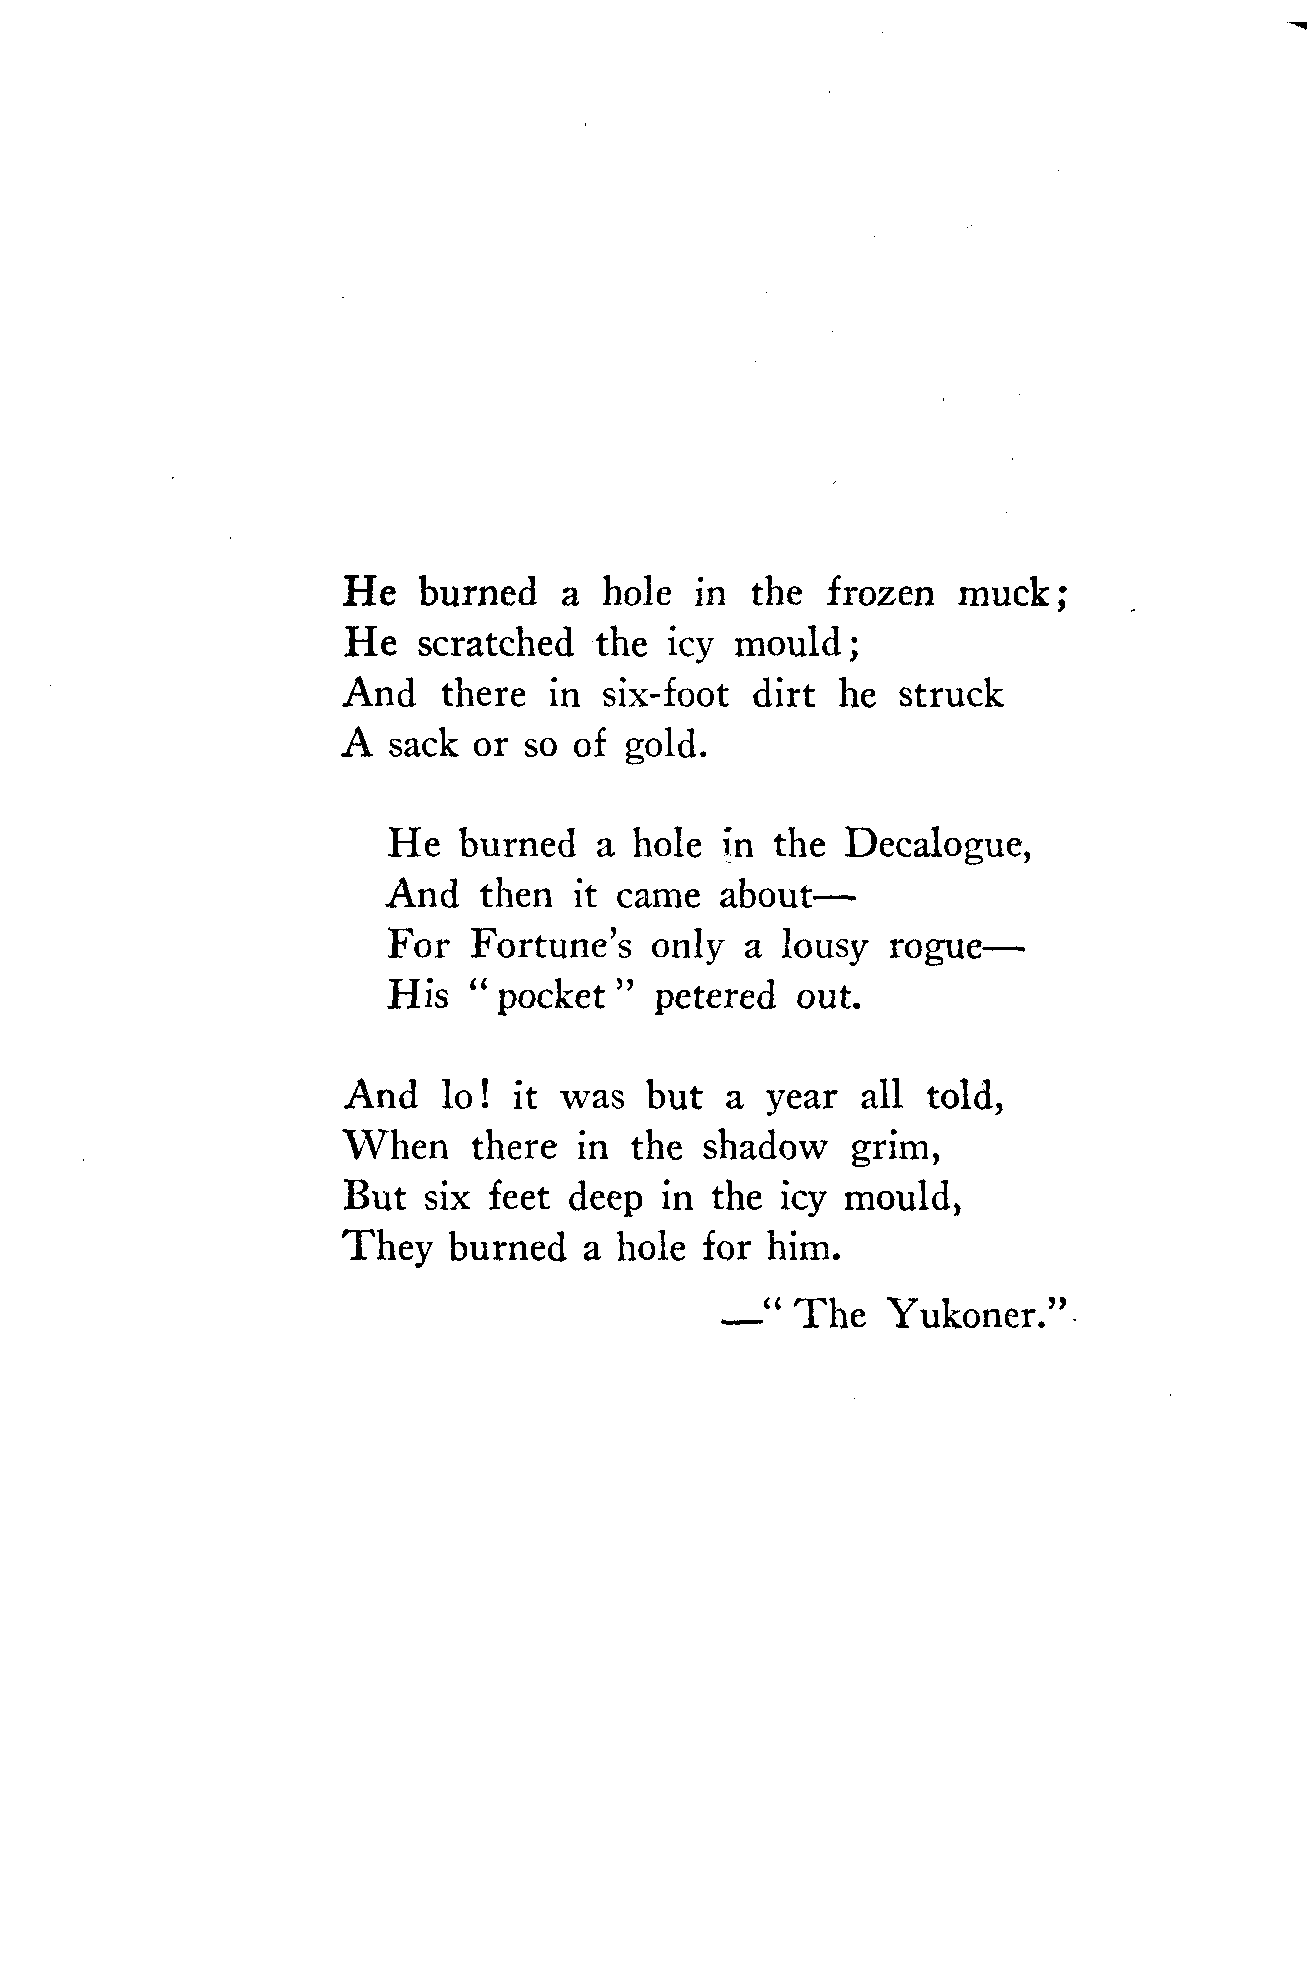 He burned a hole in the frozen muck;
He scratched the icy mould;
And there in six-foot dirt he struck
A sack or so of gold.
He burned a hole in the Decalogue,
And then it came about—
For Fortune's only a lousy rogue—
His "pocket" petered out.
And lo! it was but a year all told,
When there in the shadow grim,
But six feet deep in the icy mould,
They burned a hole for him.
—"The Yukoner."